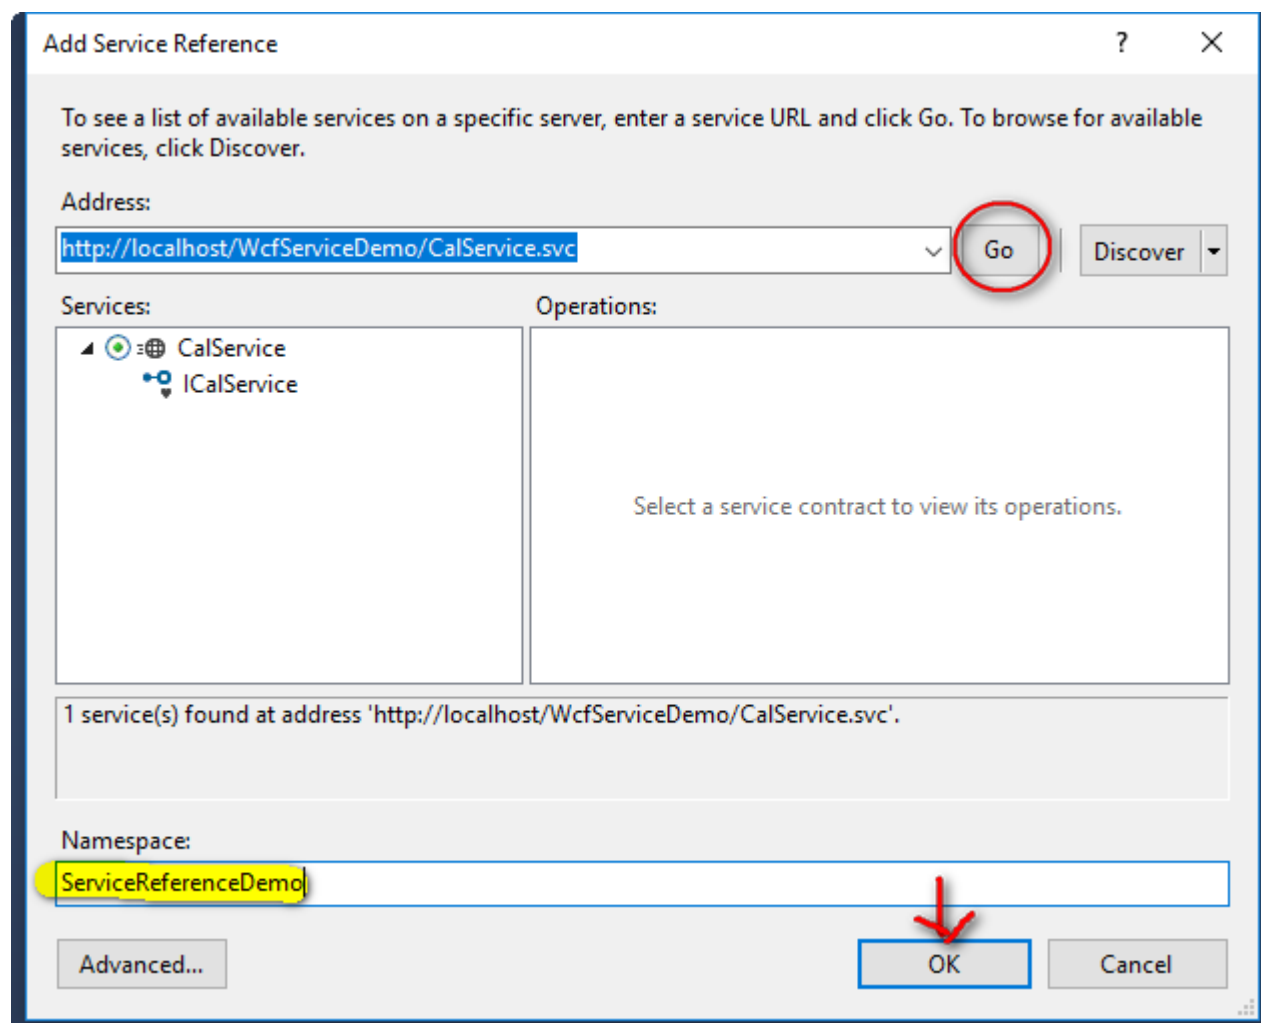 Add Service Reference
?
To see a list of available services on a specific server, enter a service URL and click Go. To browse for available
services, click Discover.
Address:
http://localhost/WcfServiceDemo/CalService.svc
Go
Discover
Services:
Operations:
CalService
ICalService
Select a service contract to view its operations.
1 service(s) found at address 'http://localhost/WcfServiceDemo/CalService.svc'.
Namespace:
ServiceReferenceDemo
Advanced...
OK
Cancel